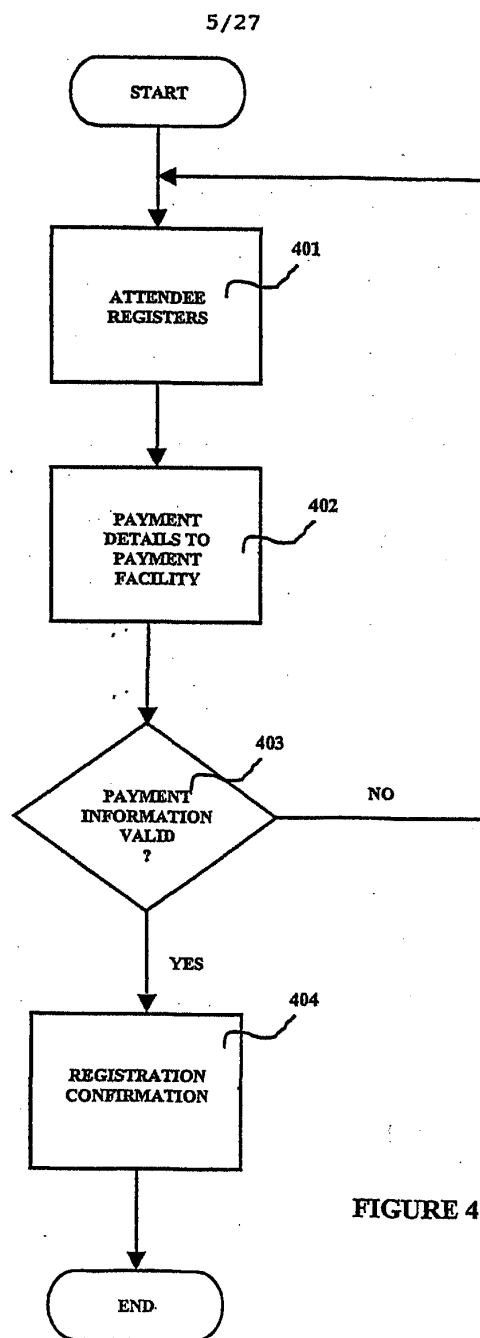 5/27
START
401
ATTENDEE
REGISTERS
402
PAYMENT
DETAILS TO
PAYMENT
FACILITY
403
PAYMENT
INFORMATION
VALID
?
NO
YES
404
REGISTRATION
CONFIRMATION
FIGURE 4
END